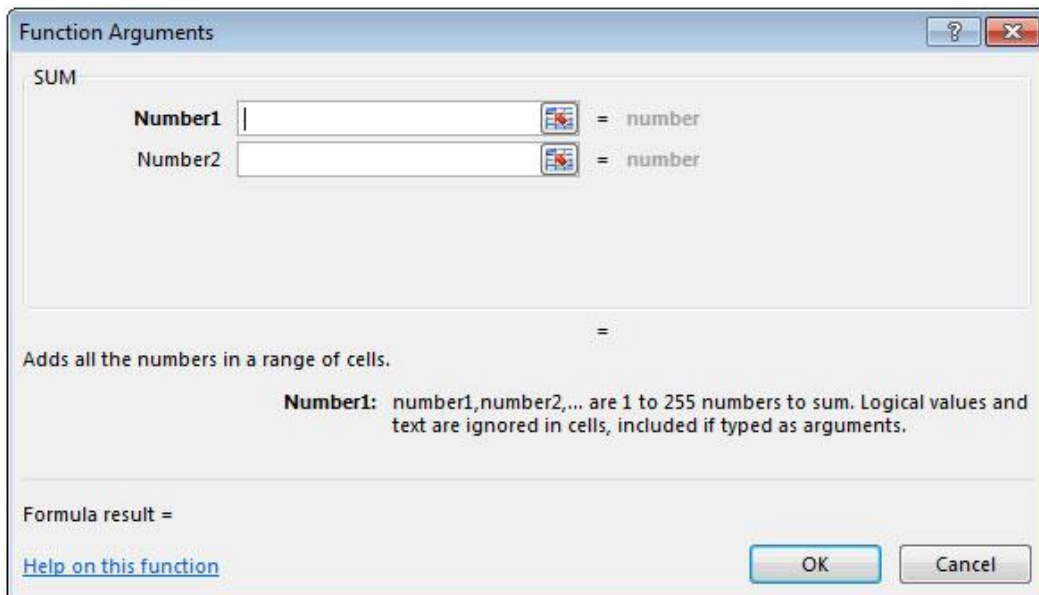 Function Arguments
SUM
Number1 = number
Number2 = number
=
Adds all the numbers in a range of cells.
Number1: number1,number2,... are 1 to 255 numbers to sum. Logical values and
text are ignored in cells, included if typed as arguments.
Formula result =
Help on this function
OK Cancel